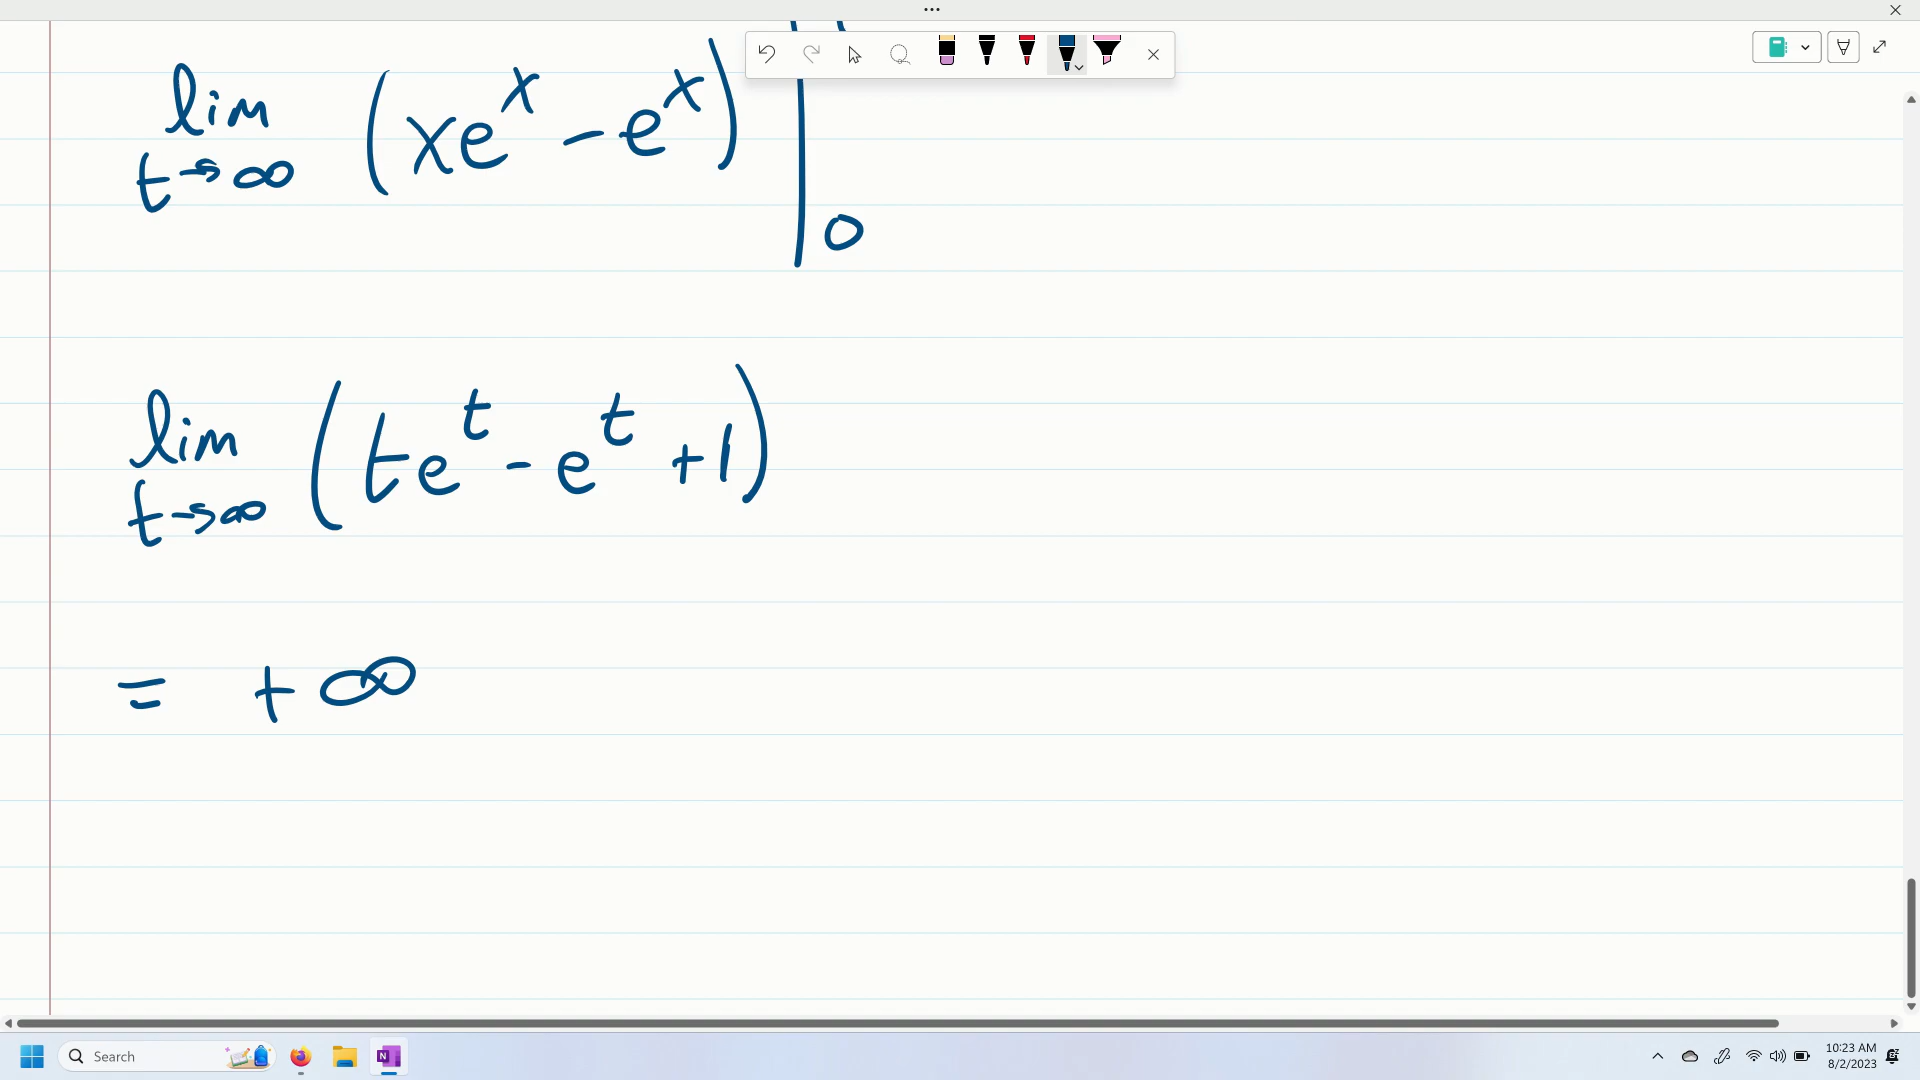 lim (xe^x - e^x) |
t→∞
0
lim (te^t - e^t + 1)
t→∞
= + ∞
Search
N
10:23 AM
8/2/2023